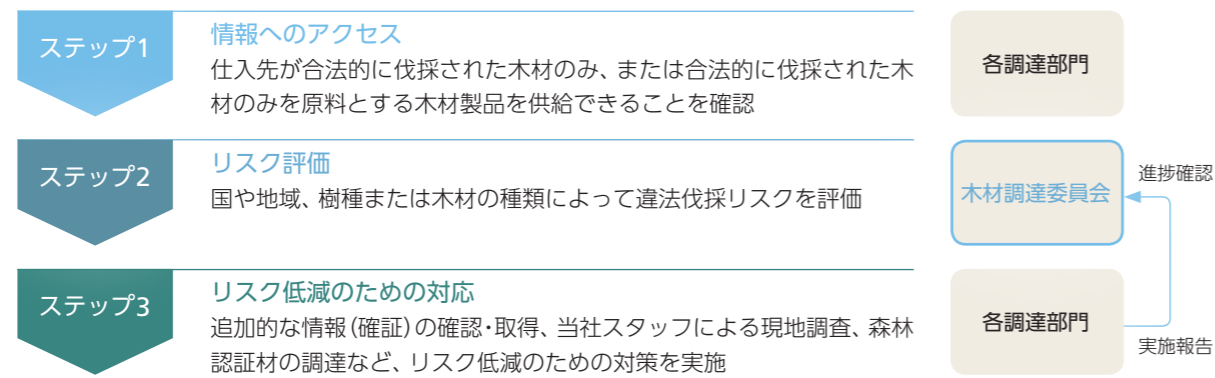 ステップ1
情報へのアクセス
仕入先が合法的に伐採された木材のみ、または合法的に伐採された木
材のみを原料とする木材製品を供給できることを確認
各調達部門
ステップ2
リスク評価
国や地域、樹種または木材の種類によって違法伐採リスクを評価
木材調達委員会
進捗確認
ステップ3
リスク低減のための対応
追加的な情報(確証)の確認・取得、当社スタッフによる現地調査、森林
認証材の調達など、リスク低減のための対策を実施
各調達部門
実施報告